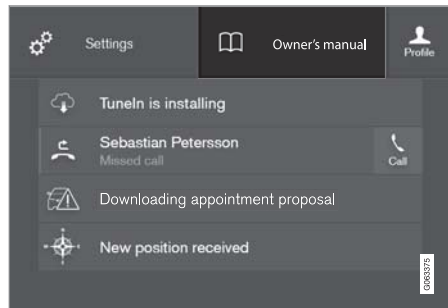 Settings
Owner's manual
Profile
TuneIn is installing
Sebastian Petersson
Missed call
Call
Downloading appointment proposal
New position received
G063375